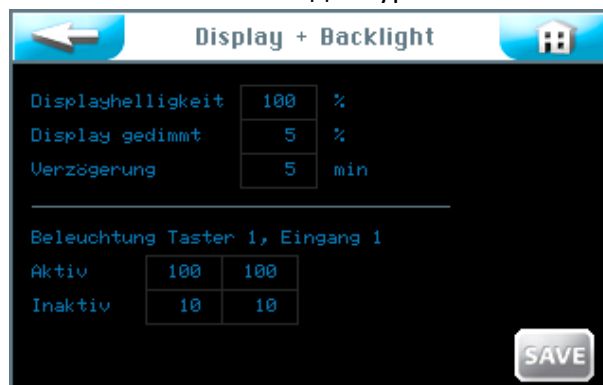 Display + Backlight
Displayhelligkeit 100 %
Display gedimmt 5 %
Verzögerung 5 min
Beleuchtung Taster 1, Eingang 1
Aktiv 100 100
Inaktiv 10 10
SAVE